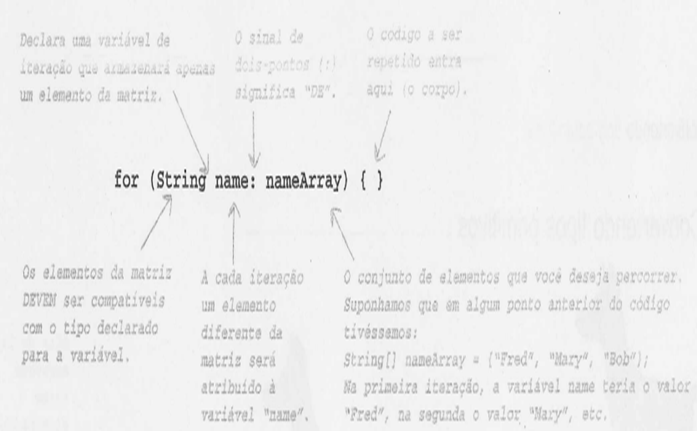 Declara uma variável de
iteração que armazenará apenas
um elemento da matriz.
O sinal de
dois-pontos (:)
significa "DE".
O código a ser
repetido entra
aqui (o corpo).
for (String name: nameArray) { }
Os elementos da matriz
DEVEM ser compatíveis
com o tipo declarado
para a variável.
A cada iteração
um elemento
diferente da
matriz será
atribuído à
variável "name".
O conjunto de elementos que você deseja percorrer.
Suponhamos que em algum ponto anterior do código
tivéssemos:
String[] nameArray = {"Fred", "Mary", "Bob");
Na primeira iteração, a variável name teria o valor
"Fred", na segunda o valor "Mary", etc.